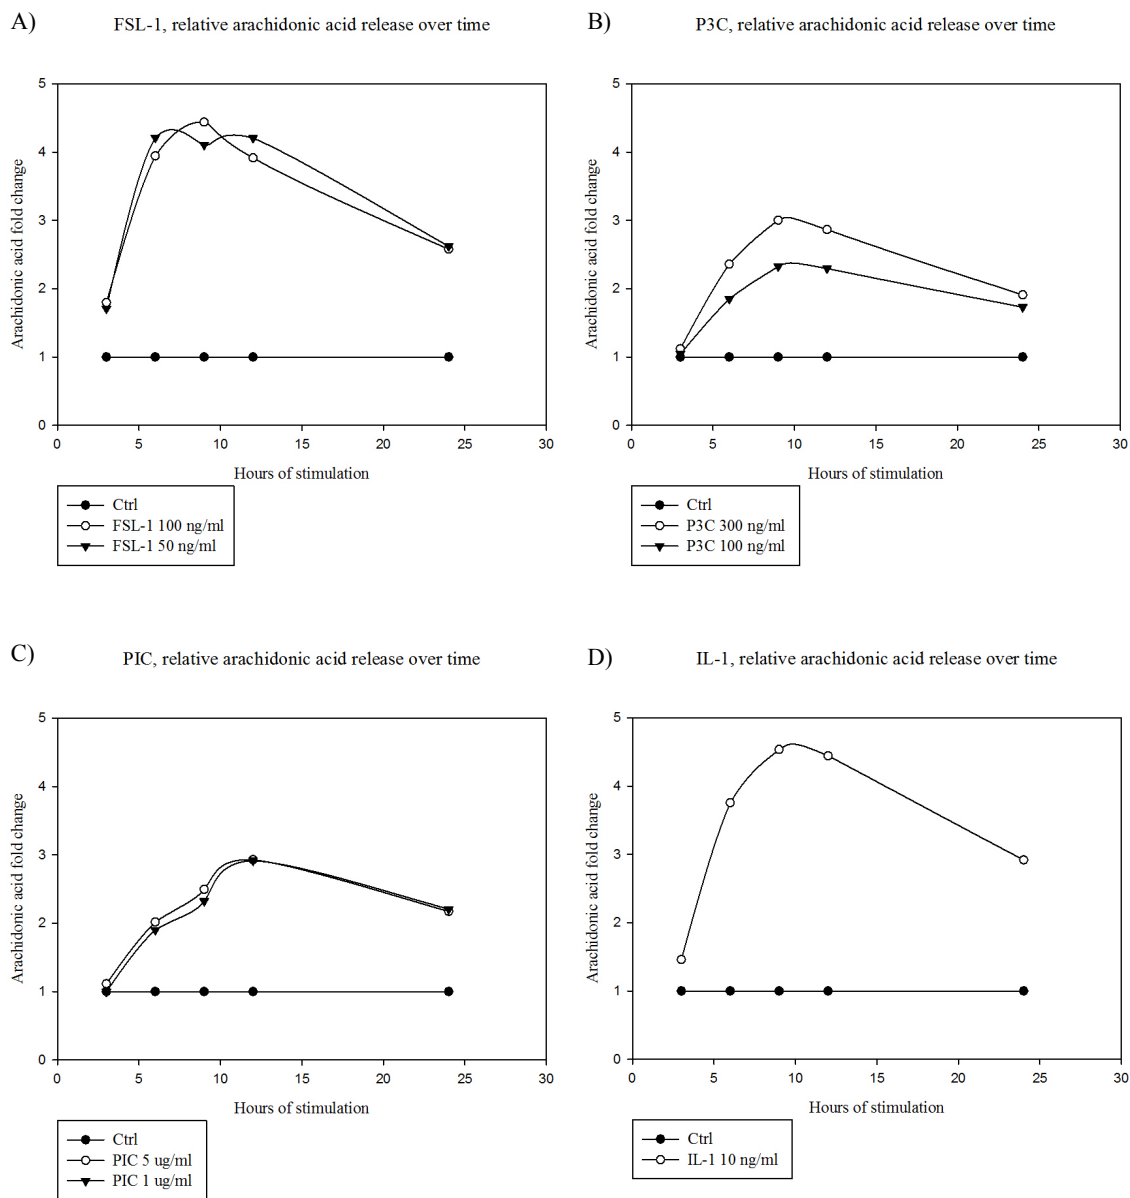 A)
FSL-1, relative arachidonic acid release over time
5
4
3
2
1
0
Arachidonic acid fold change
0 5 10 15 20 25 30
Hours of stimulation
Ctrl
FSL-1 100 ng/ml
FSL-1 50 ng/ml
B)
P3C, relative arachidonic acid release over time
5
4
3
2
1
0
Arachidonic acid fold change
0 5 10 15 20 25 30
Hours of stimulation
Ctrl
P3C 300 ng/ml
P3C 100 ng/ml
C)
PIC, relative arachidonic acid release over time
5
4
3
2
1
0
Arachidonic acid fold change
0 5 10 15 20 25 30
Hours of stimulation
Ctrl
PIC 5 ug/ml
PIC 1 ug/ml
D)
IL-1, relative arachidonic acid release over time
5
4
3
2
1
0
Arachidonic acid fold change
0 5 10 15 20 25 30
Hours of stimulation
Ctrl
IL-1 10 ng/ml